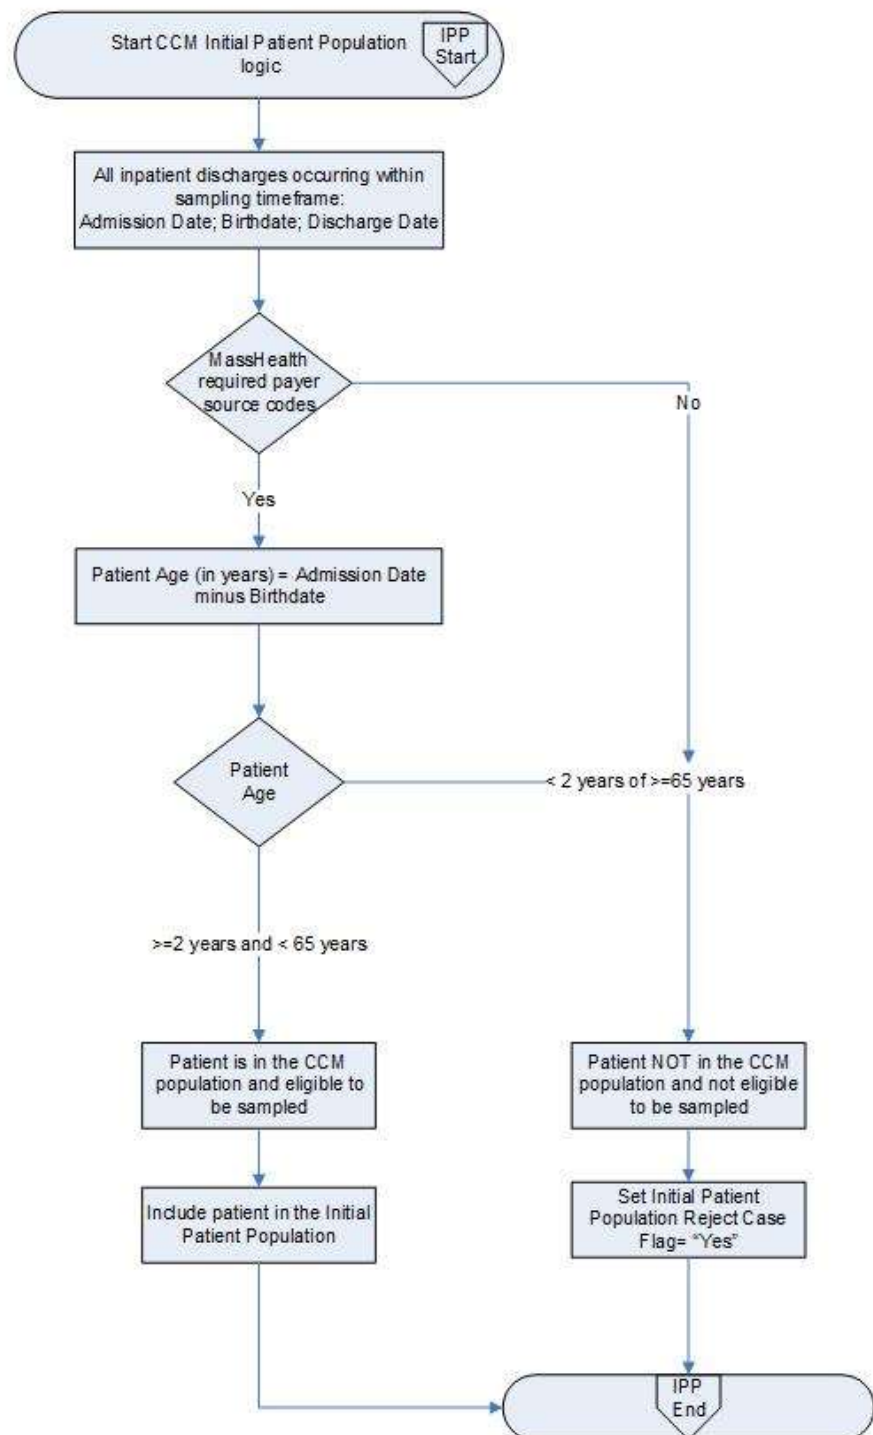 Start CCM Initial Patient Population
logic
IPP
Start
All inpatient discharges occurring within
sampling timeframe:
Admission Date; Birthdate; Discharge Date
MassHealth
required payer
source codes
No
Yes
Patient Age (in years) = Admission Date
minus Birthdate
Patient
Age
< 2 years of >=65 years
>=2 years and < 65 years
Patient is in the CCM
population and eligible to
be sampled
Patient NOT in the CCM
population and not eligible
to be sampled
Include patient in the Initial
Patient Population
Set Initial Patient
Population Reject Case
Flag= “Yes”
IPP
End